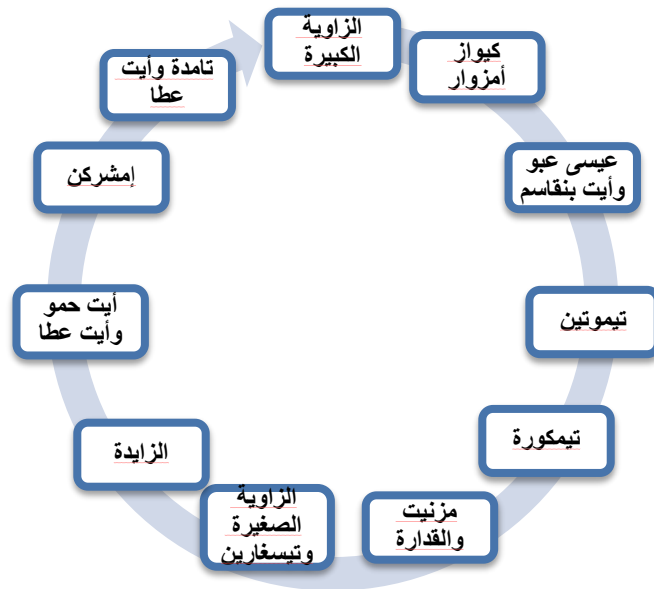 الزاوية
الكبيرة
كيواز
أمزوار
عيسى عبو
وأيت بنقاسم
تيموتين
تيمكورة
مزنيت
والقدارة
الزاوية
الصغيرة
وتيسغارين
الزايدة
أيت حمو
وأيت عطا
إمشركن
تامدة وأيت
عطا